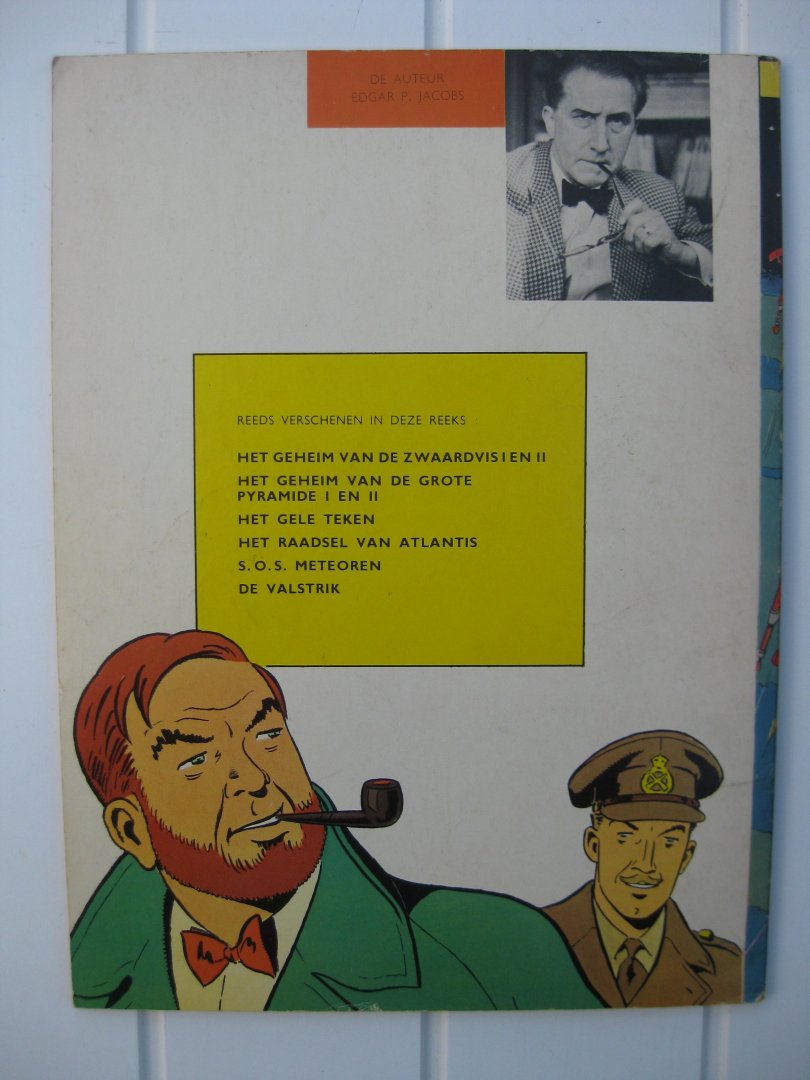 DE AUTEUR
EDGAR P. JACOBS
REEDS VERSCHENEN IN DEZE REEKS :
HET GEHEIM VAN DE ZWAARDVIS I EN II
HET GEHEIM VAN DE GROTE
PYRAMIDE I EN II
HET GELE TEKEN
HET RAADSEL VAN ATLANTIS
S.O.S. METEOREN
DE VALSTRIK